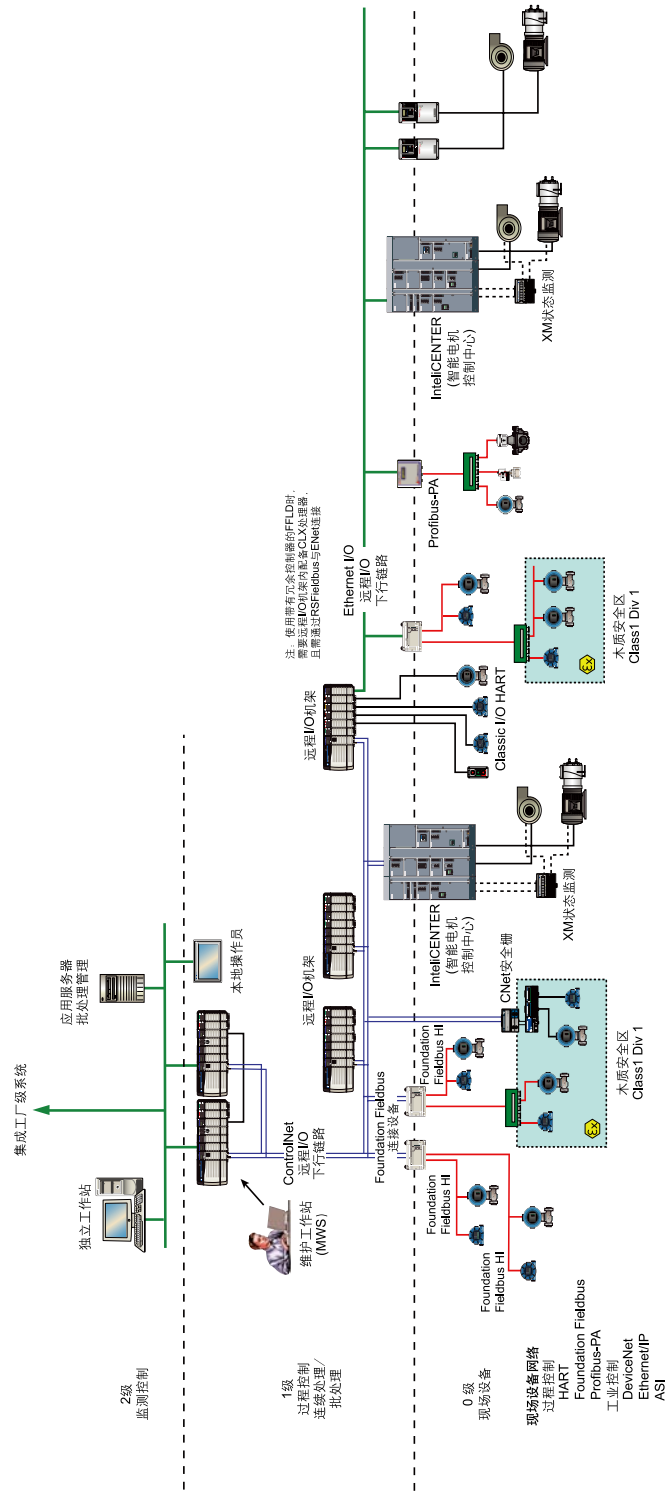 集成工厂级系统
2级
监测控制
独立工作站
应用服务器
批处理管理
本地操作员
1级
过程控制
连续处理/
批处理
维护工作站
(MWS)
ControlNet
远程I/O
下行链路
远程I/O机架
远程I/O机架
远程I/O机架
注：使用带有冗余控制器的FFLD时，
需要远程I/O机架内配备CLX处理器，
且需通过RSFieldbus与ENet连接
Ethernet I/O
远程I/O
下行链路
Foundation Fieldbus
连接设备
0 级
现场设备
Foundation
Fieldbus HI
Foundation Fieldbus HI
Foundation
Fieldbus HI
CNet安全栅
Ex
木质安全区
Class1 Div 1
InteliCENTER
(智能电机
控制中心)
XM状态监测
Classic I/O HART
Ex
木质安全区
Class1 Div 1
Profibus-PA
InteliCENTER
(智能电机
控制中心)
XM状态监测
现场设备网络
过程控制
HART
Foundation Fieldbus
Profibus-PA
工业控制
DeviceNet
Ethernet/IP
ASI